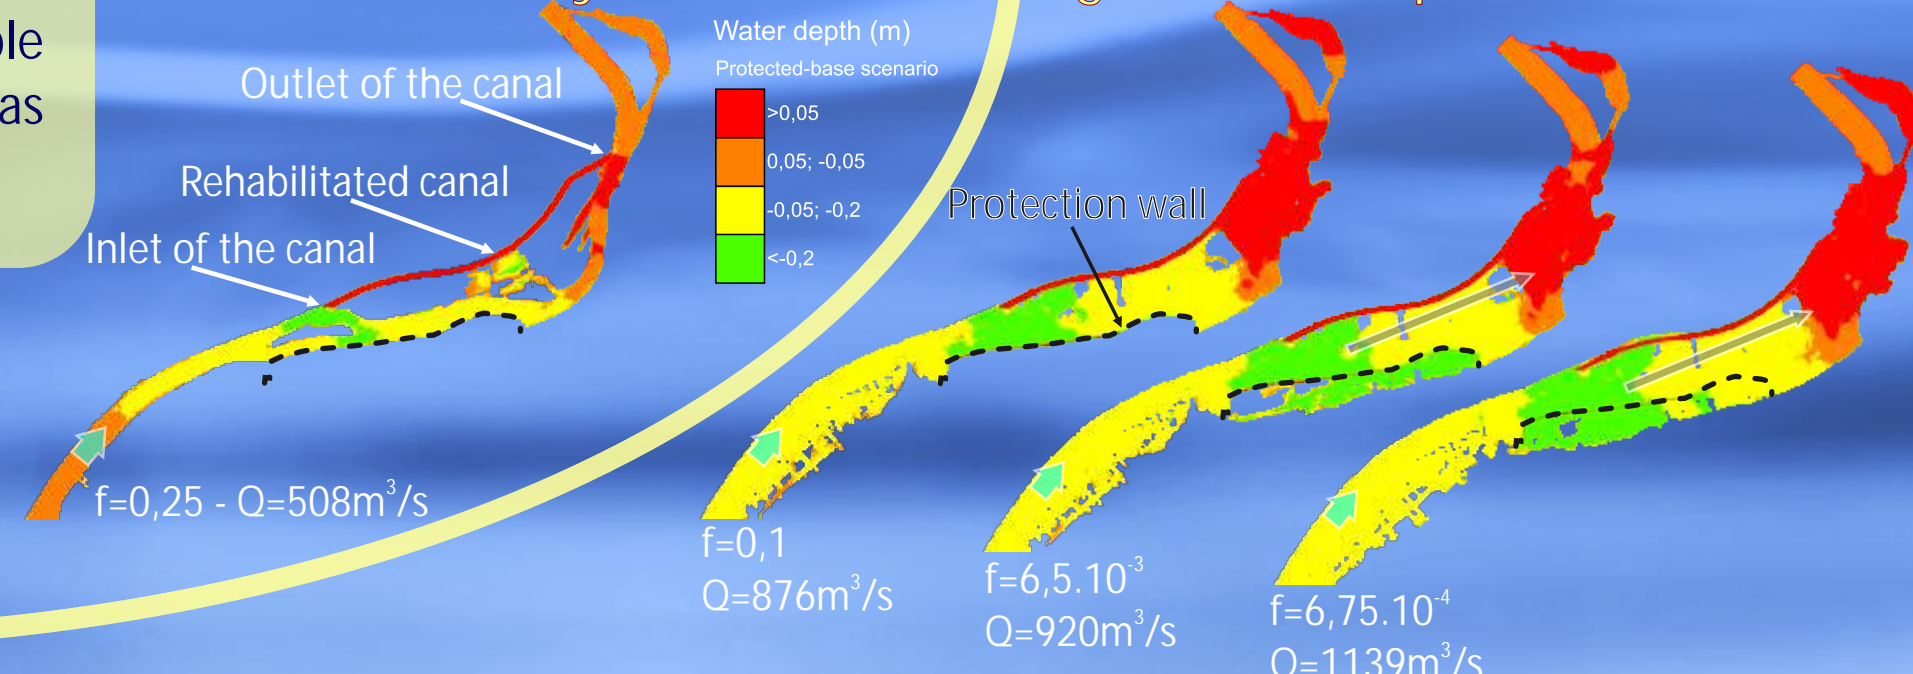 as
Water depth (m)
Protected-base scenario
>0,05
0,05; -0,05
-0,05; -0,2
<-0,2
Outlet of the canal
Rehabilitated canal
Inlet of the canal
Protection wall
f=0,25 - Q=508m³/s
f=0,1
Q=876m³/s
f=6,5.10⁻³
Q=920m³/s
f=6,75.10⁻⁴
Q=1139m³/s